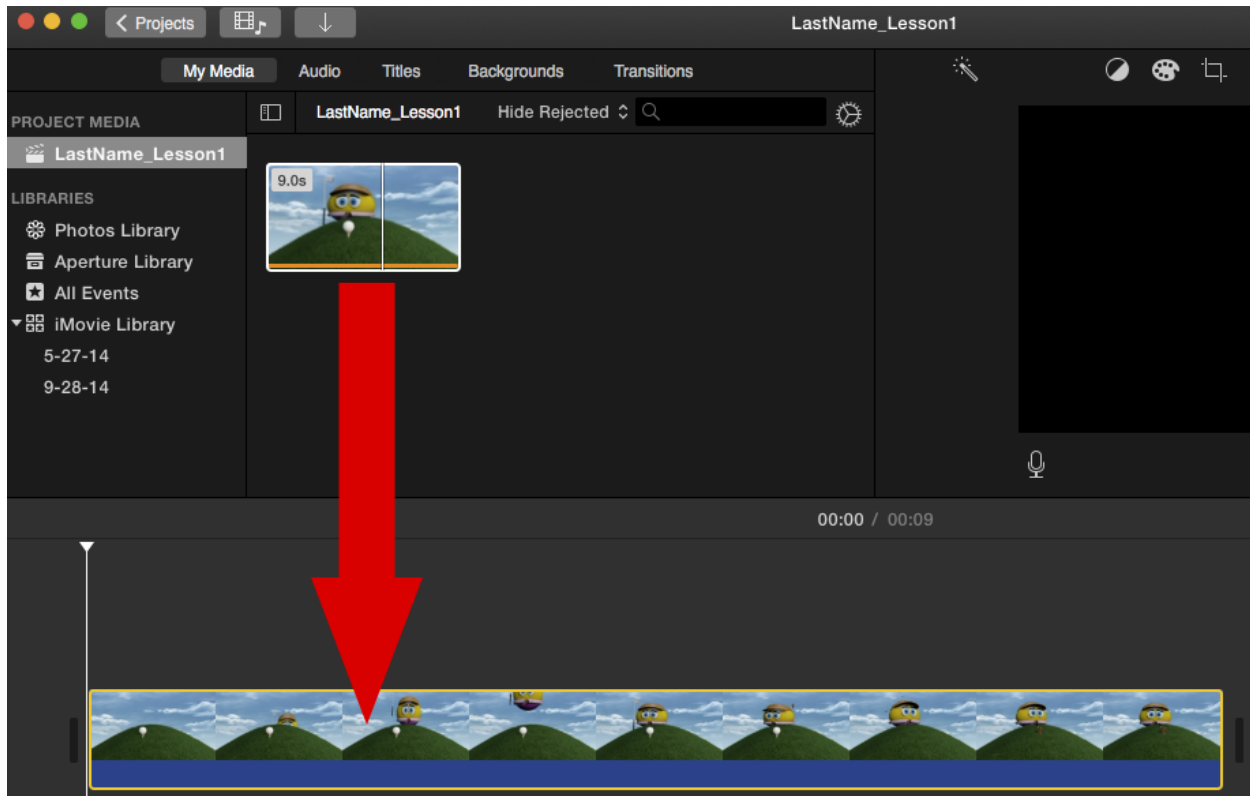 Projects
LastName_Lesson1
My Media Audio Titles Backgrounds Transitions
PROJECT MEDIA
LastName_Lesson1
LIBRARIES
Photos Library
Aperture Library
All Events
iMovie Library
5-27-14
9-28-14
LastName_Lesson1 Hide Rejected
9.0s
00:00 / 00:09